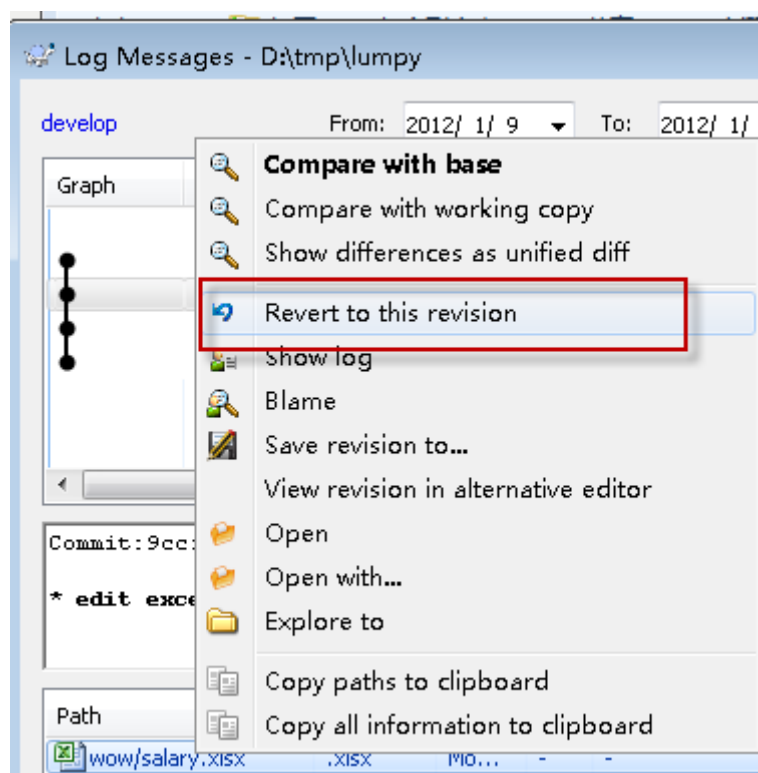 Log Messages - D:\tmp\lumpy
develop From: 2012/ 1/ 9 To: 2012/ 1/
Graph
Compare with base
Compare with working copy
Show differences as unified diff
Revert to this revision
Show log
Blame
Save revision to...
View revision in alternative editor
Open
Commit:9cc
Open with...
* edit exce
Explore to
Copy paths to clipboard
Path
Copy all information to clipboard
wow/salary.xlsx .xlsx Mo... - -